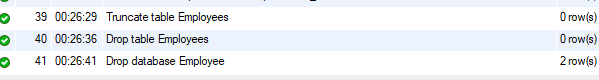 39 00:26:29 Truncate table Employees 0 row(s)
40 00:26:36 Drop table Employees 0 row(s)
41 00:26:41 Drop database Employee 2 row(s)